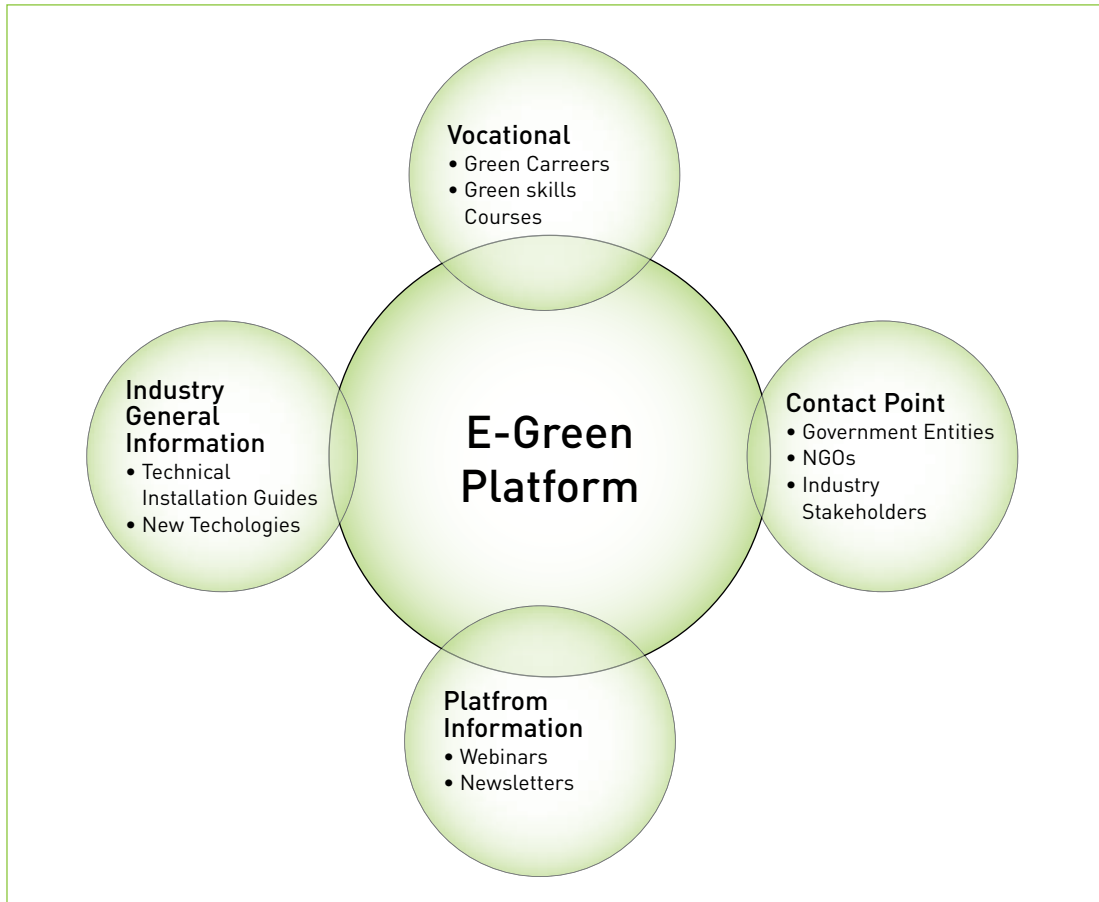 Vocational
• Green Carreers
• Green skills
Courses
Industry
General
Information
• Technical
Installation Guides
• New Techologies
E-Green
Platform
Contact Point
• Government Entities
• NGOs
• Industry
Stakeholders
Platfrom
Information
• Webinars
• Newsletters